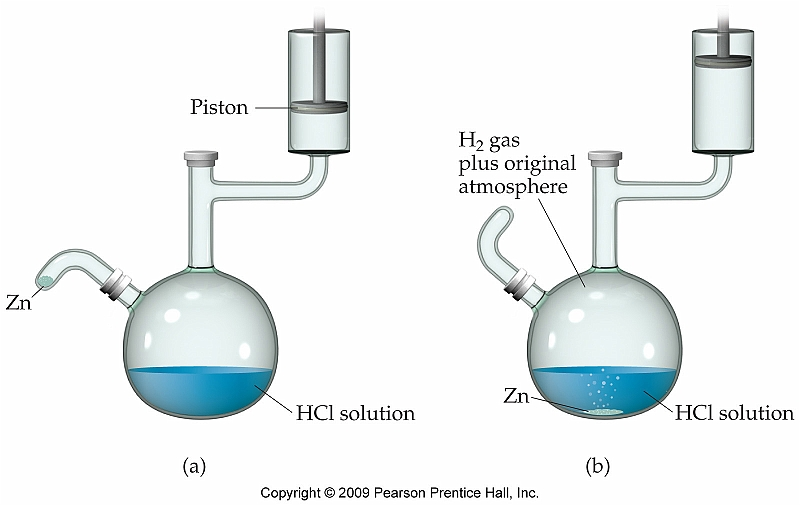 Piston
Zn
HCl solution
(a)
H₂ gas
plus original
atmosphere
Zn
HCl solution
(b)
Copyright © 2009 Pearson Prentice Hall, Inc.